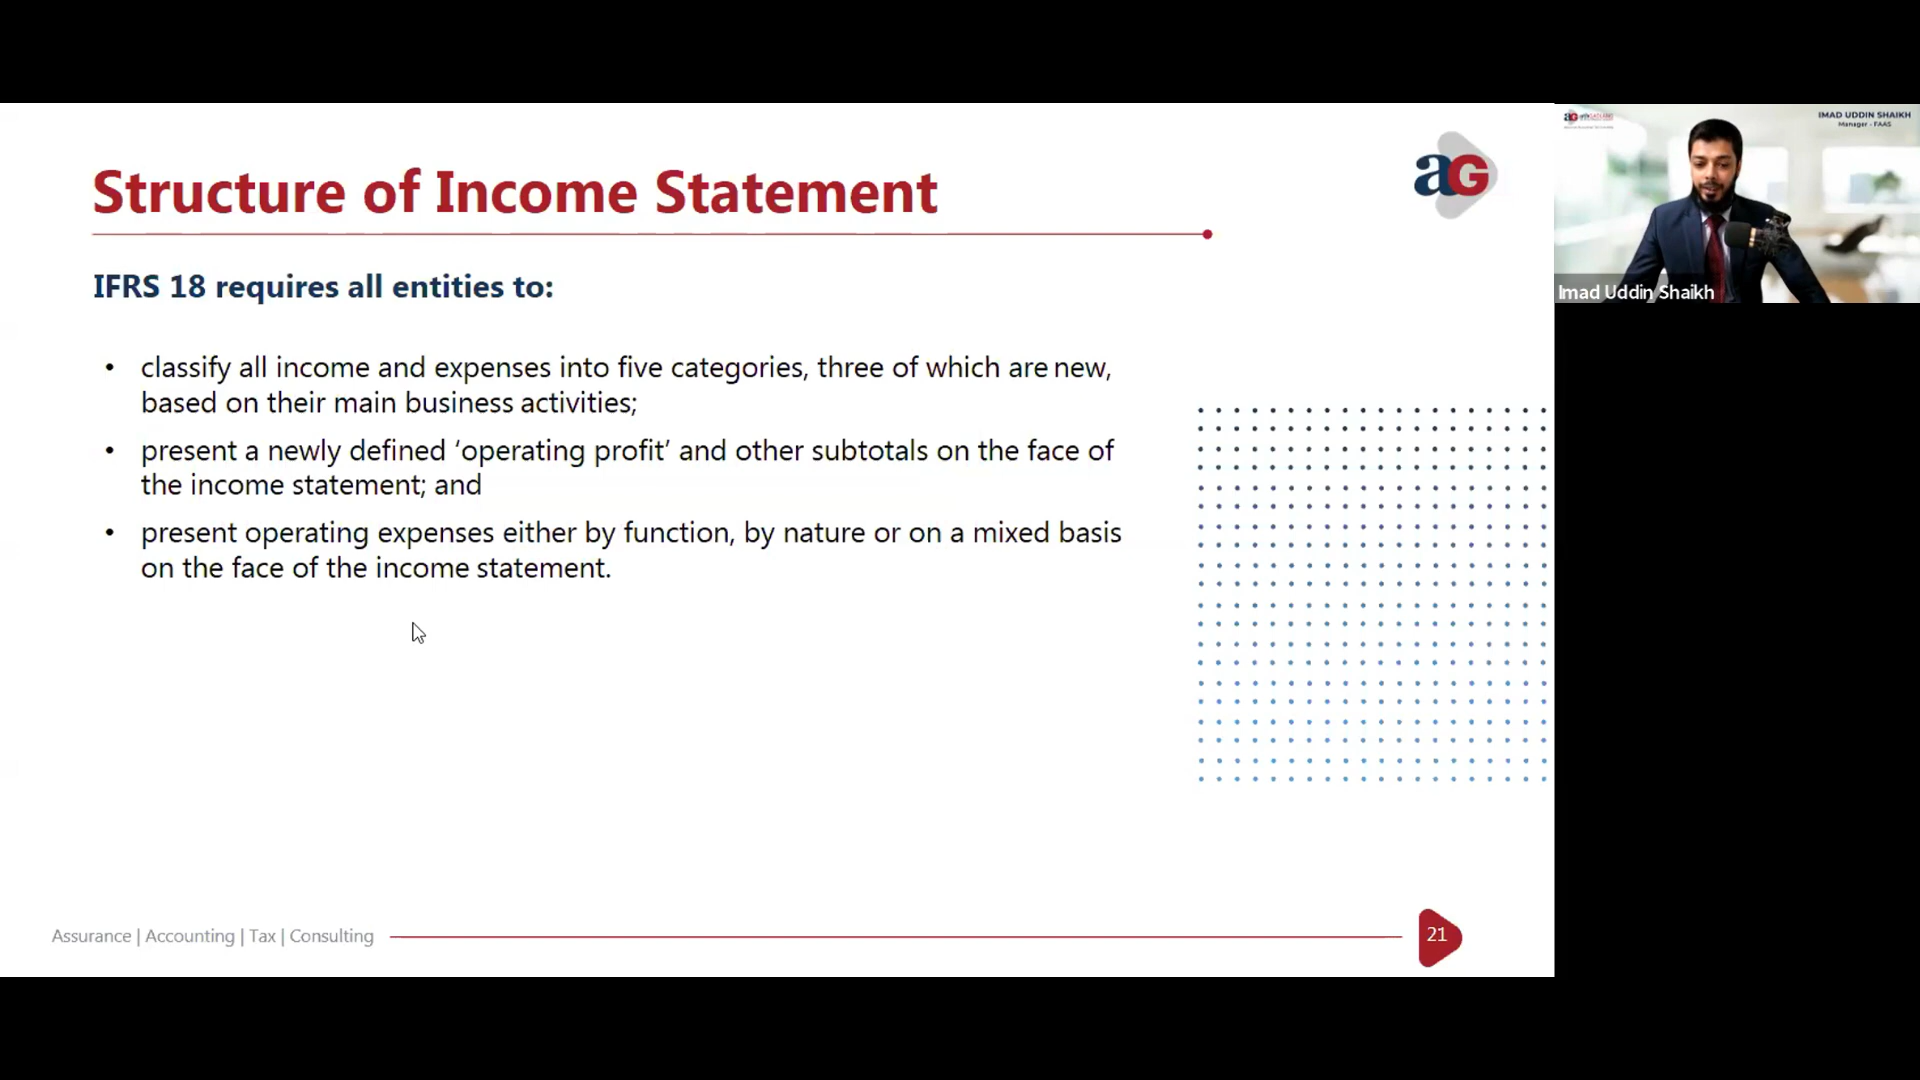 Structure of Income Statement
aG
IFRS 18 requires all entities to:
• classify all income and expenses into five categories, three of which are new,
based on their main business activities;
• present a newly defined ‘operating profit’ and other subtotals on the face of
the income statement; and
• present operating expenses either by function, by nature or on a mixed basis
on the face of the income statement.
Assurance | Accounting | Tax | Consulting
21
aG
IMAD UDDIN SHAIKH
Manager - FAAS
Imad Uddin Shaikh